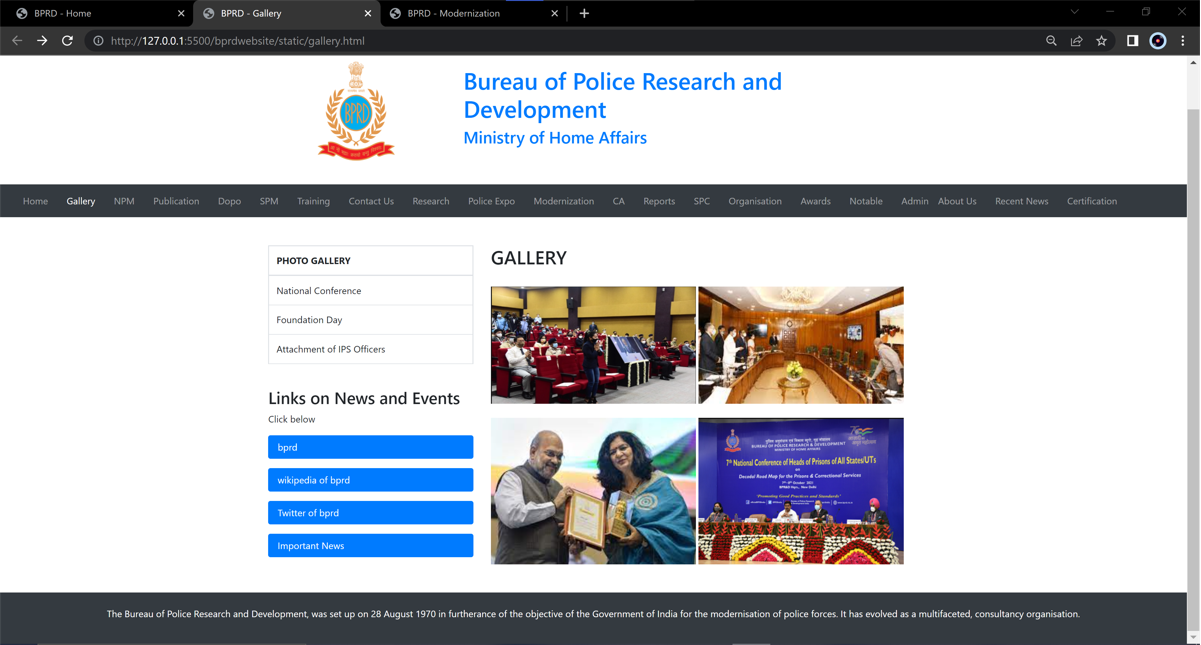 BPRD - Home
BPRD - Gallery
BPRD - Modernization
http://127.0.0.1:5500/bprdwebsite/static/gallery.html
BPRD
Bureau of Police Research and
Development
Ministry of Home Affairs
Home Gallery NPM Publication Dopo SPM Training Contact Us Research Police Expo Modernization CA Reports SPC Organisation Awards Notable Admin About Us Recent News Certification
PHOTO GALLERY
National Conference
Foundation Day
Attachment of IPS Officers
Links on News and Events
Click below
bprd
wikipedia of bprd
Twitter of bprd
Important News
GALLERY
BUREAU OF POLICE RESEARCH & DEVELOPMENT
MINISTRY OF HOME AFFAIRS
7th National Conference of Heads of Prisons of All States/UTs
on
Decadal Road Map for the Prisons & Correctional Services
BPR&D Hqrs., New Delhi
"Promoting Good Practices and Standards"
The Bureau of Police Research and Development, was set up on 28 August 1970 in furtherance of the objective of the Government of India for the modernisation of police forces. It has evolved as a multifaceted, consultancy organisation.